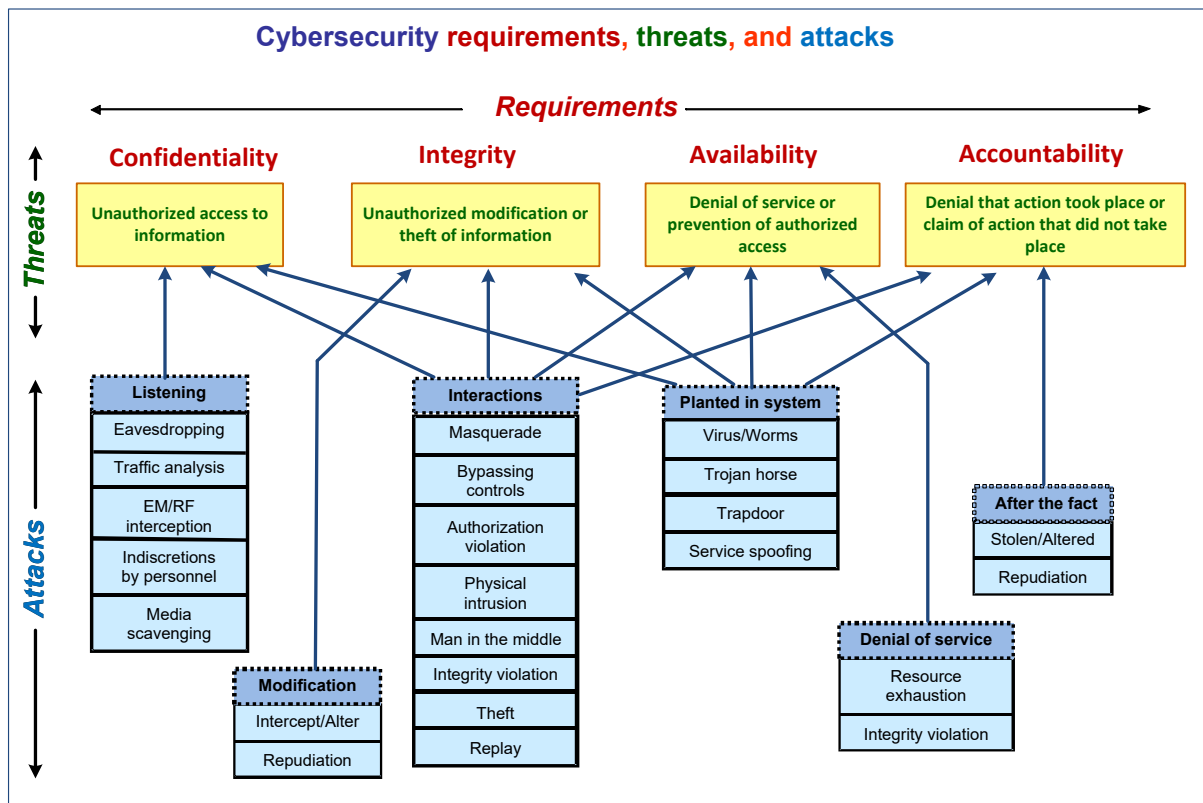 Cybersecurity requirements, threats, and attacks
Requirements
Threats
Confidentiality
Integrity
Availability
Accountability
Unauthorized access to
information
Unauthorized modification or
theft of information
Denial of service or
prevention of authorized
access
Denial that action took place or
claim of action that did not take
place
Attacks
Listening
Eavesdropping
Traffic analysis
EM/RF
interception
Indiscretions
by personnel
Media
scavenging
Modification
Intercept/Alter
Repudiation
Interactions
Masquerade
Bypassing
controls
Authorization
violation
Physical
intrusion
Man in the middle
Integrity violation
Theft
Replay
Planted in system
Virus/Worms
Trojan horse
Trapdoor
Service spoofing
Denial of service
Resource
exhaustion
Integrity violation
After the fact
Stolen/Altered
Repudiation